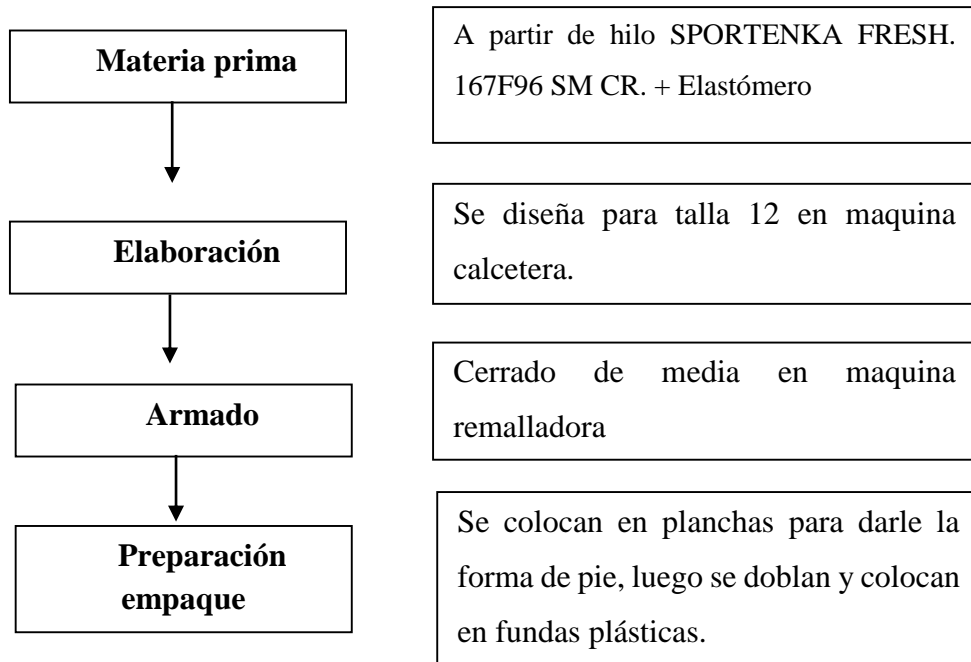 Materia prima
A partir de hilo SPORTENKA FRESH.
167F96 SM CR. + Elastómero
Elaboración
Se diseña para talla 12 en maquina
calcetera.
Armado
Cerrado de media en maquina
remalladora
Preparación
empaque
Se colocan en planchas para darle la
forma de pie, luego se doblan y colocan
en fundas plásticas.